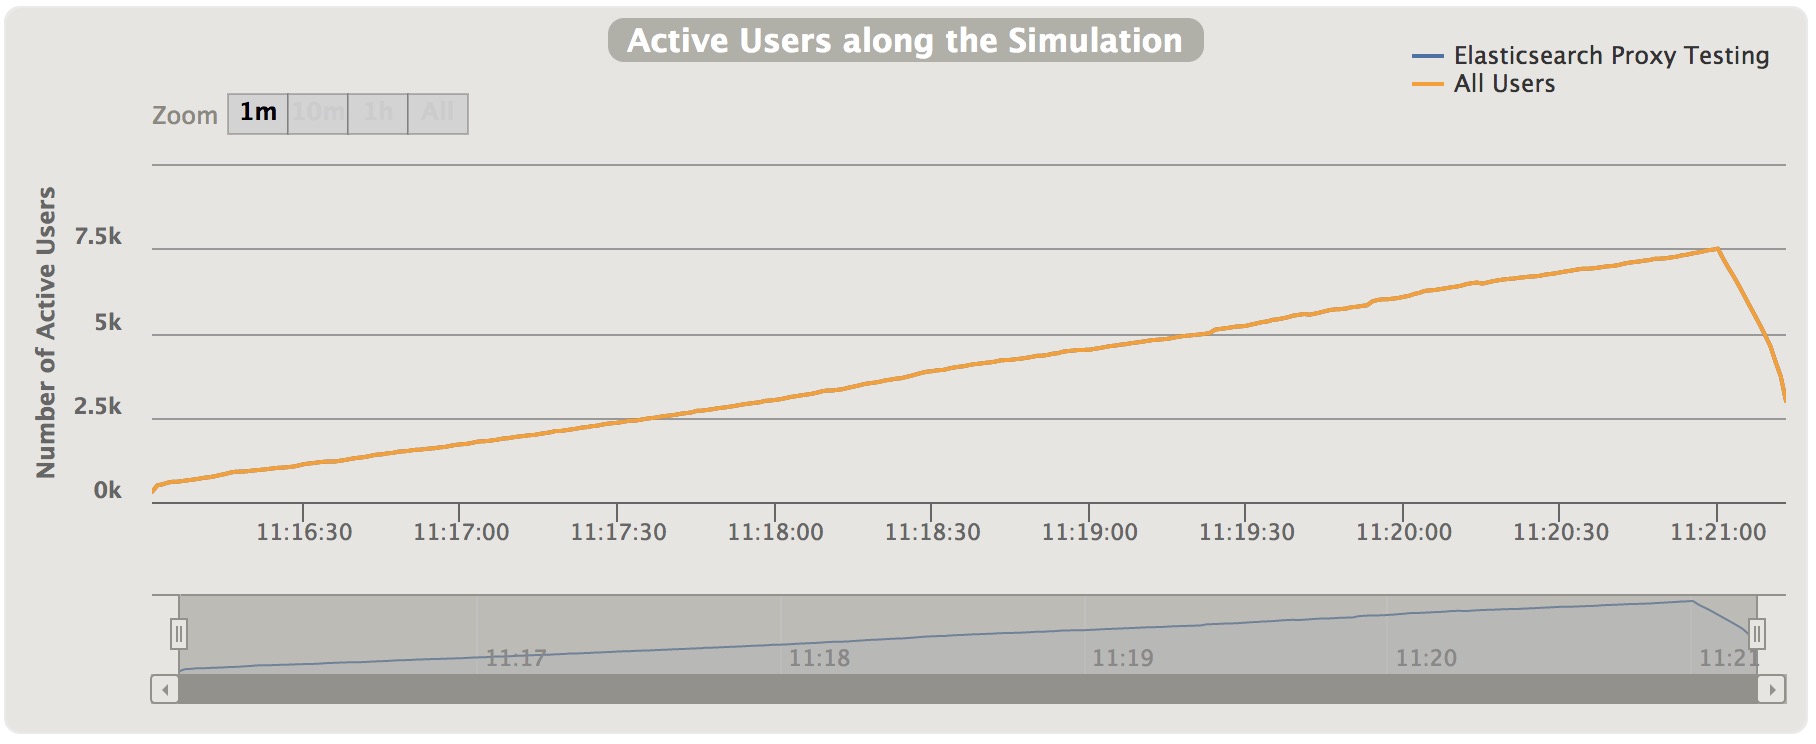 Active Users along the Simulation
Elasticsearch Proxy Testing
All Users
Zoom 1m 10m 1h All
Number of Active Users
7.5k
5k
2.5k
0k
11:16:30 11:17:00 11:17:30 11:18:00 11:18:30 11:19:00 11:19:30 11:20:00 11:20:30 11:21:00
11:17 11:18 11:19 11:20 11:21